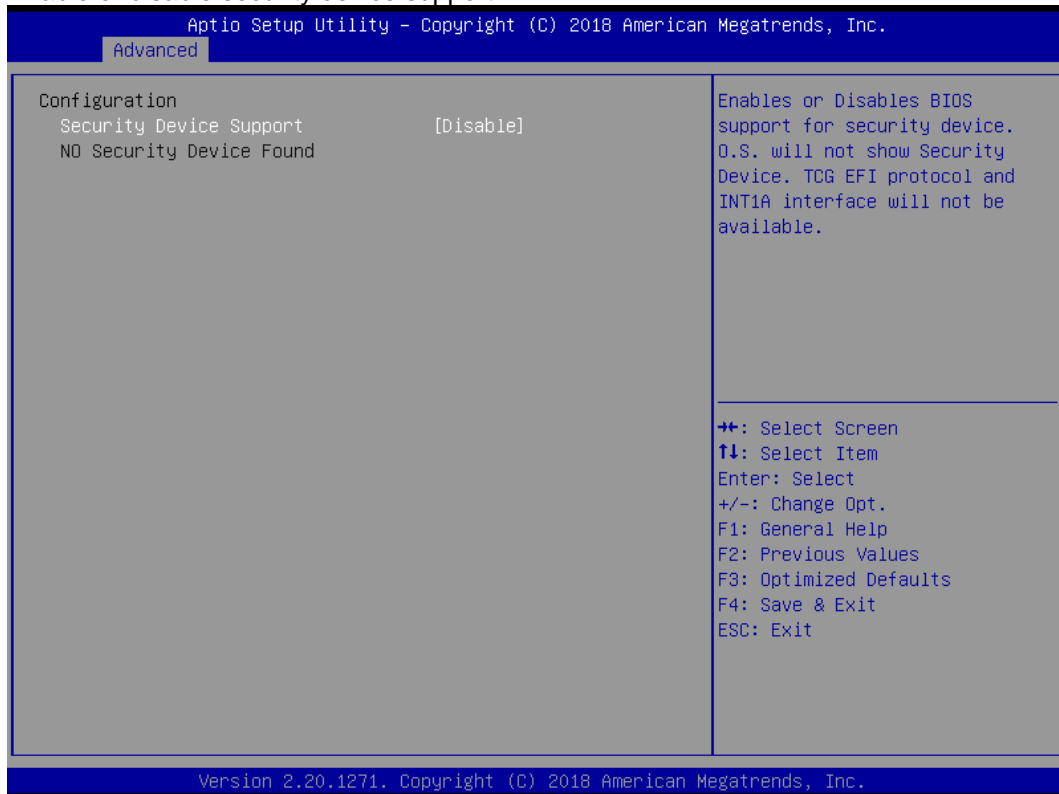 Aptio Setup Utility – Copyright (C) 2018 American Megatrends, Inc.
Advanced
Configuration
Security Device Support [Disable]
NO Security Device Found
Enables or Disables BIOS
support for security device.
O.S. will not show Security
Device. TCG EFI protocol and
INT1A interface will not be
available.
→←: Select Screen
↑↓: Select Item
Enter: Select
+/-: Change Opt.
F1: General Help
F2: Previous Values
F3: Optimized Defaults
F4: Save & Exit
ESC: Exit
Version 2.20.1271. Copyright (C) 2018 American Megatrends, Inc.